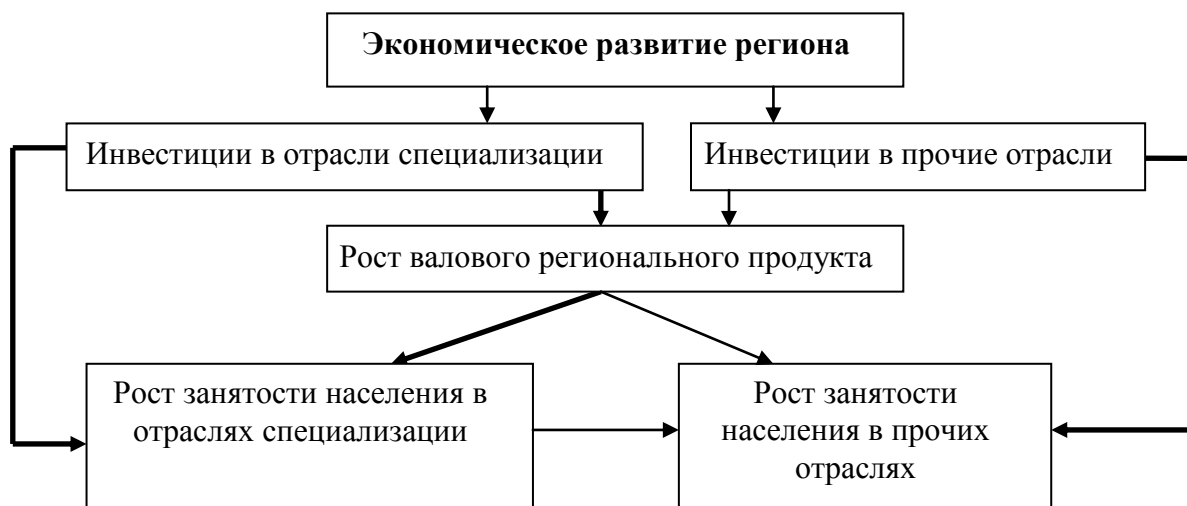 Экономическое развитие региона
Инвестиции в отрасли специализации
Инвестиции в прочие отрасли
Рост валового регионального продукта
Рост занятости населения в
отраслях специализации
Рост занятости
населения в прочих
отраслях